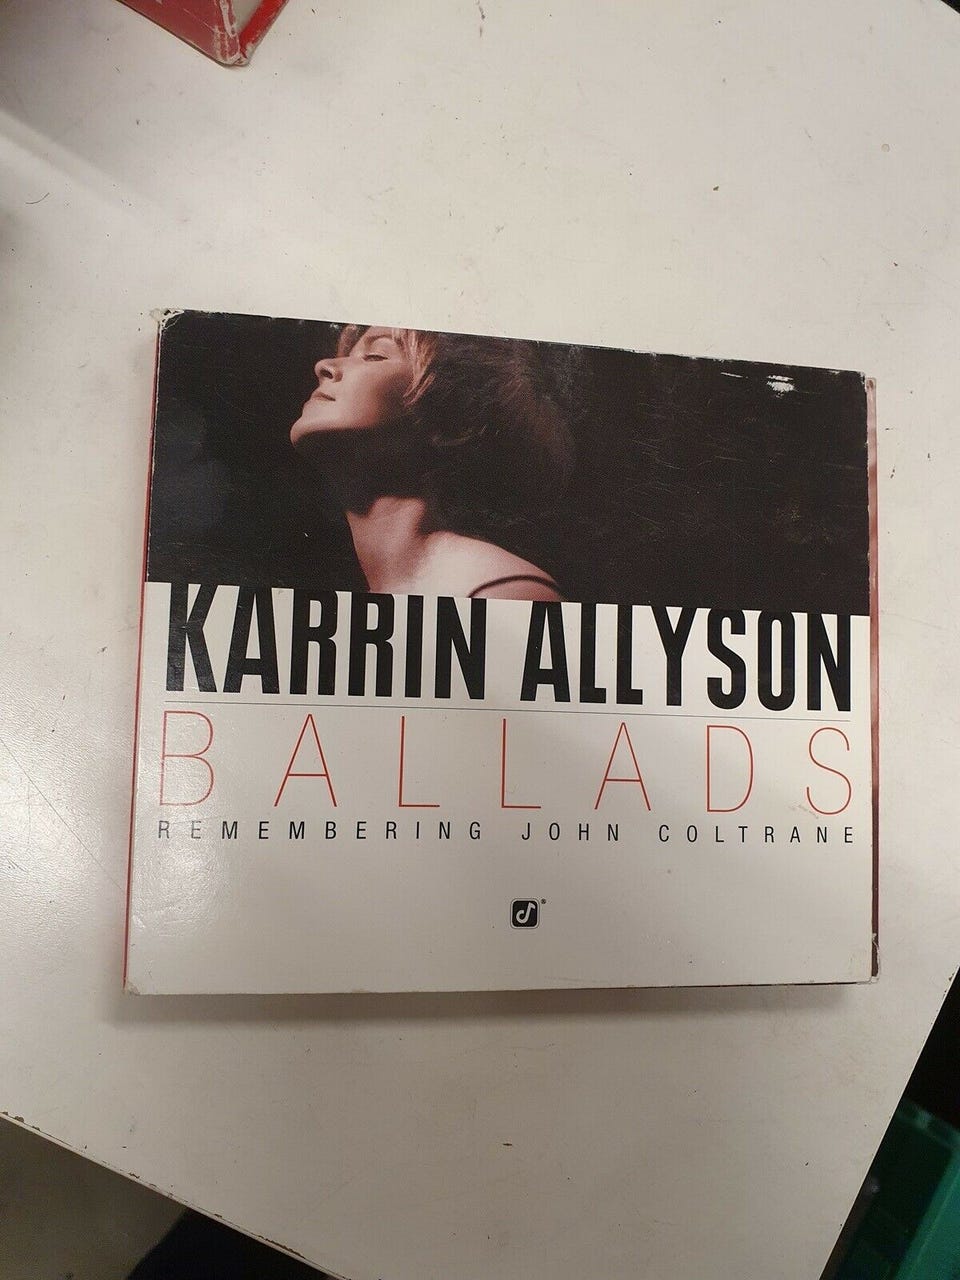 KARRIN ALLYSON
BALLADS
REMEMBERING JOHN COLTRANE
®